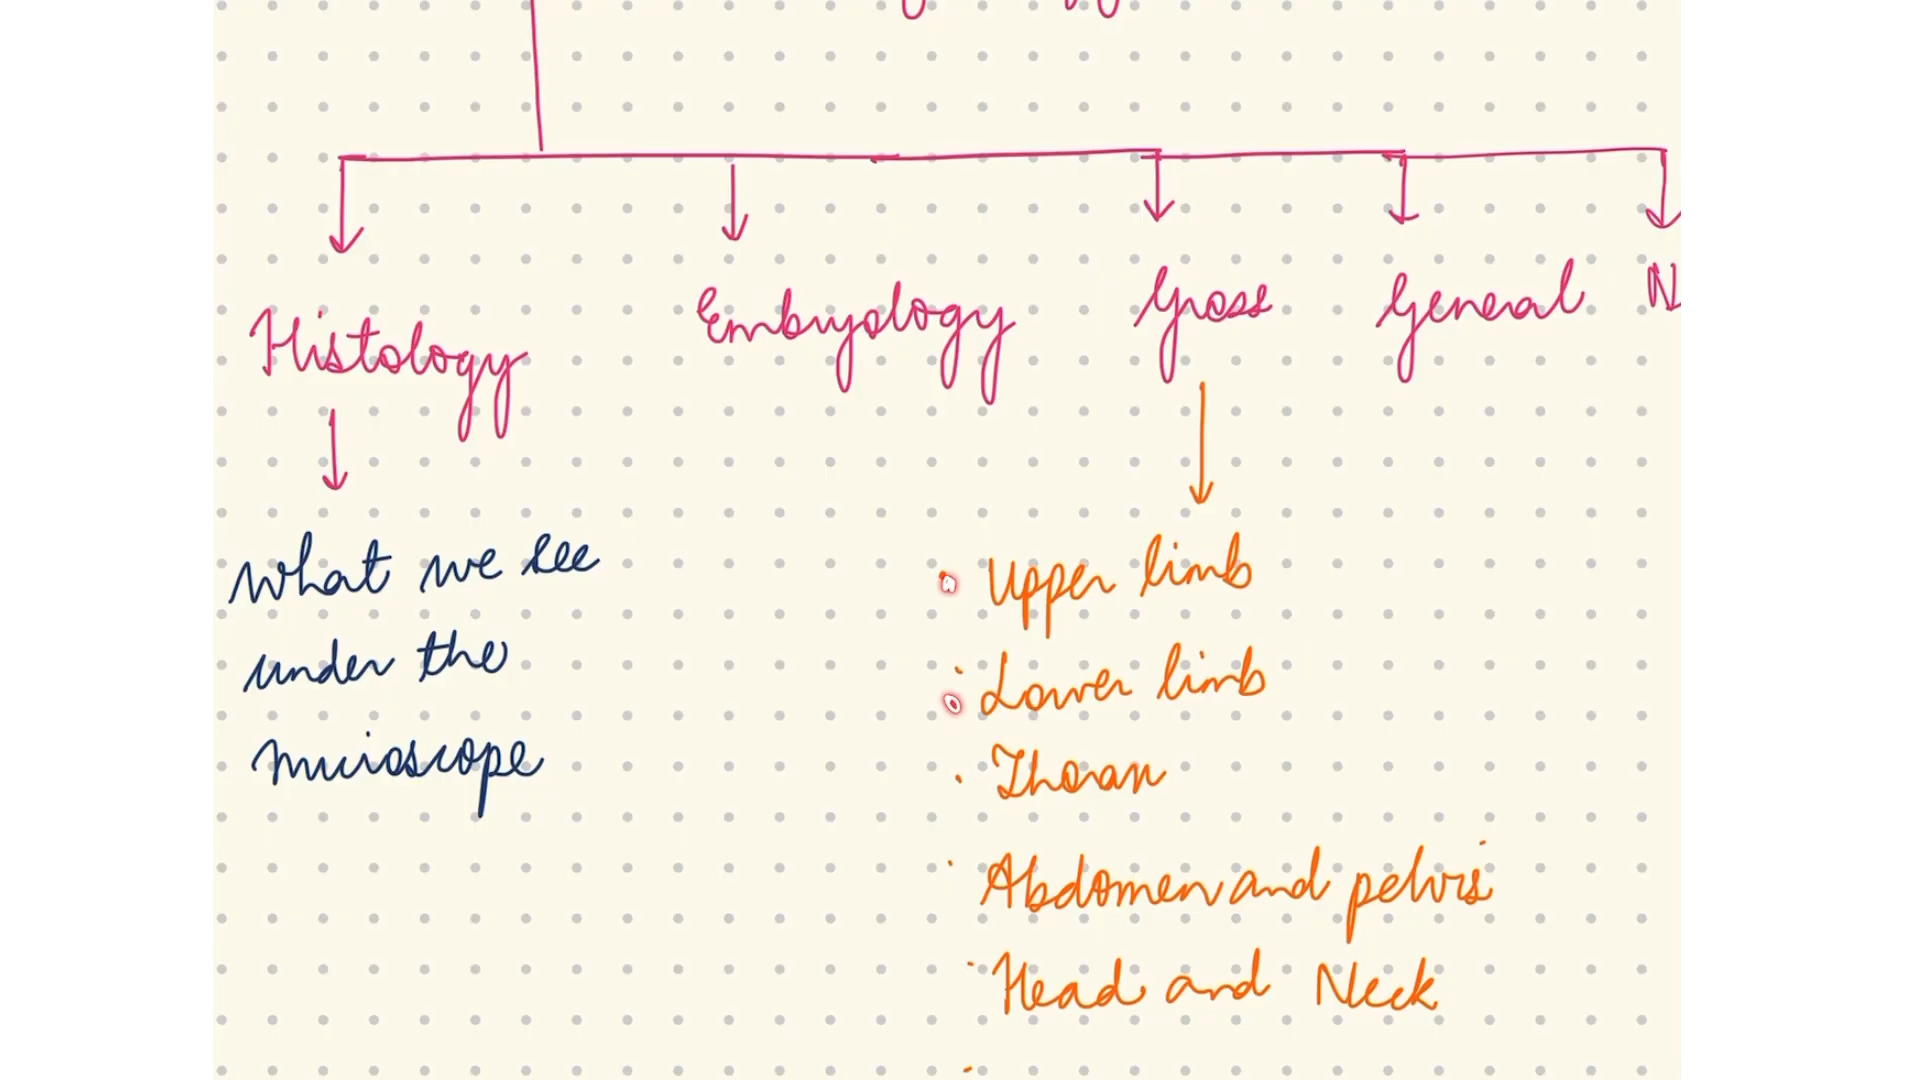 Histology Embryology Gross General N
What we see
under the
microscope
• Upper limb
• Lower limb
• Thorax
• Abdomen and pelvis
• Head and Neck